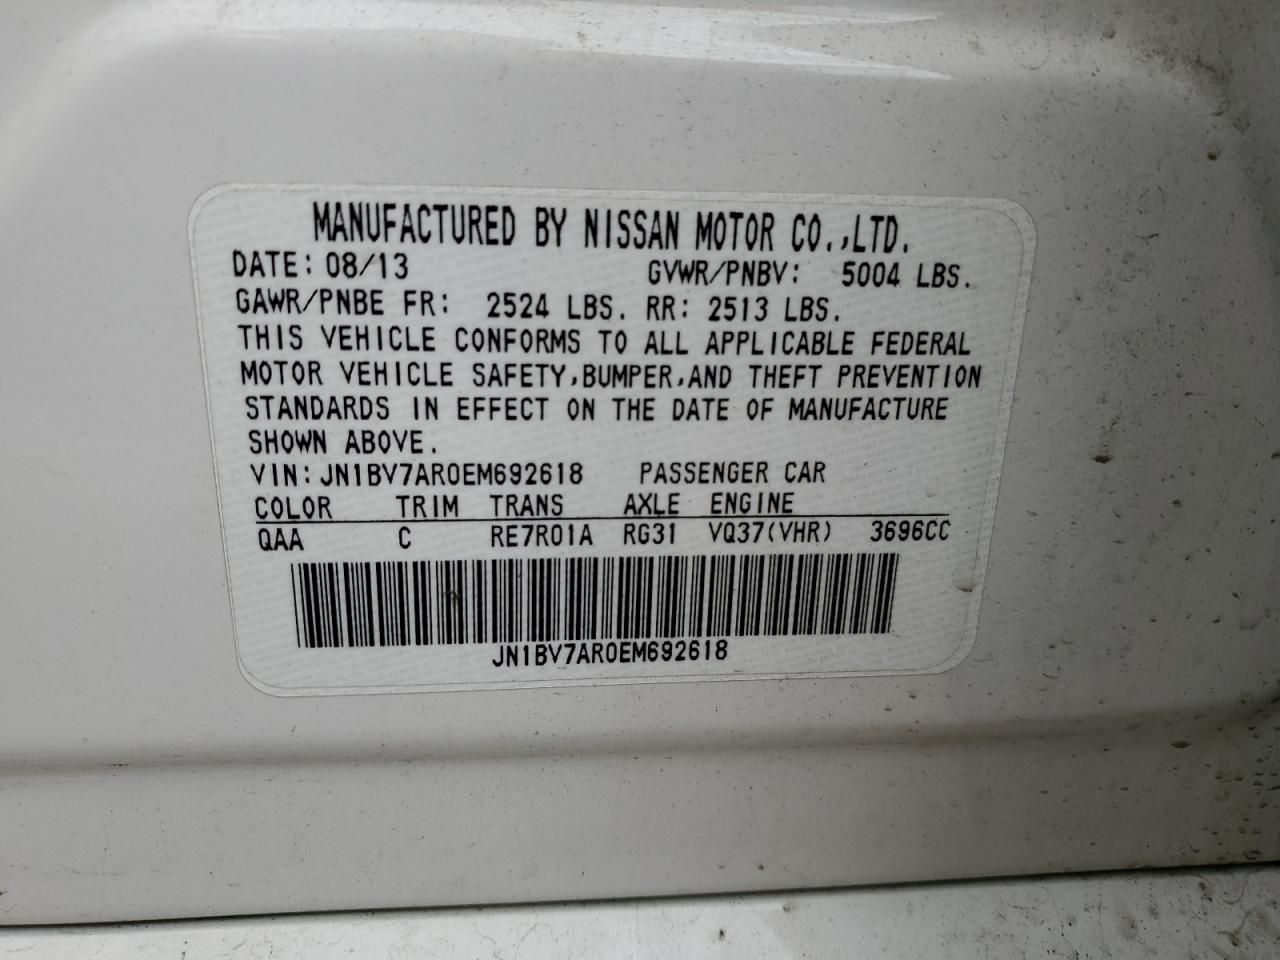 MANUFACTURED BY NISSAN MOTOR CO.,LTD.
DATE: 08/13 GVWR/PNBV: 5004 LBS.
GAWR/PNBE FR: 2524 LBS. RR: 2513 LBS.
THIS VEHICLE CONFORMS TO ALL APPLICABLE FEDERAL
MOTOR VEHICLE SAFETY,BUMPER,AND THEFT PREVENTION
STANDARDS IN EFFECT ON THE DATE OF MANUFACTURE
SHOWN ABOVE.
VIN:JN1BV7AR0EM692618 PASSENGER CAR
COLOR TRIM TRANS AXLE ENGINE
QAA C RE7R01A RG31 VQ37(VHR) 3696CC
JN1BV7AR0EM692618